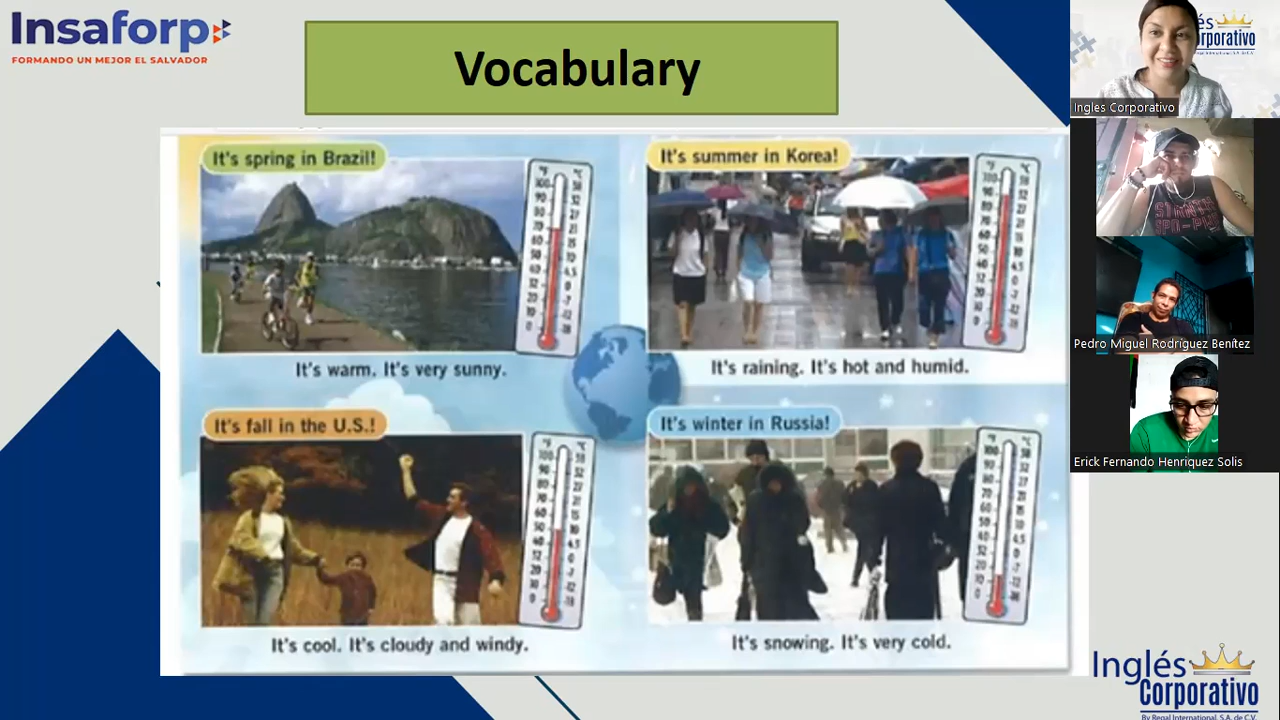 Insaforp
FORMANDO UN MEJOR EL SALVADOR
Vocabulary
It's spring in Brazil!
It's warm. It's very sunny.
It's summer in Korea!
It's raining. It's hot and humid.
It's fall in the U.S.!
It's cool. It's cloudy and windy.
It's winter in Russia!
It's snowing. It's very cold.
Ingles Corporativo
Pedro Miguel Rodríguez Benítez
Erick Fernando Henriquez Solis
Inglés
Corporativo
By Regal International, S.A. de C.V.